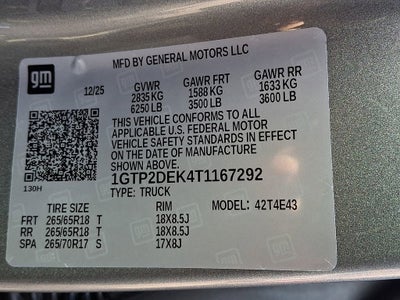 MFD BY GENERAL MOTORS LLC
gm
12/25
GVWR GAWR FRT GAWR RR
2835 KG 1588 KG 1633 KG
6250 LB 3500 LB 3600 LB
THIS VEHICLE CONFORMS TO ALL
APPLICABLE U.S. FEDERAL MOTOR
VEHICLE SAFETY STANDARDS IN EFFECT
ON THE DATE OF MANUFACTURE
SHOWN ABOVE.
130H
1GTP2DEK4T1167292
TYPE: TRUCK MODEL: 42T4E43
TIRE SIZE RIM
FRT 265/65R18 T 18X8.5J
RR 265/65R18 T 18X8.5J
SPA 265/70R17 S 17X8J